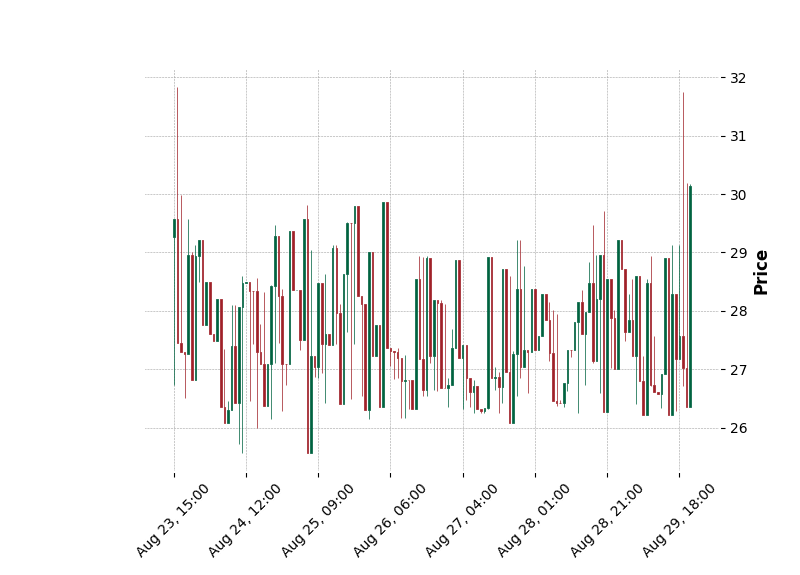 32
31
30
29
28
27
26
Price
Aug 23, 15:00
Aug 24, 12:00
Aug 25, 09:00
Aug 26, 06:00
Aug 27, 04:00
Aug 28, 01:00
Aug 28, 21:00
Aug 29, 18:00